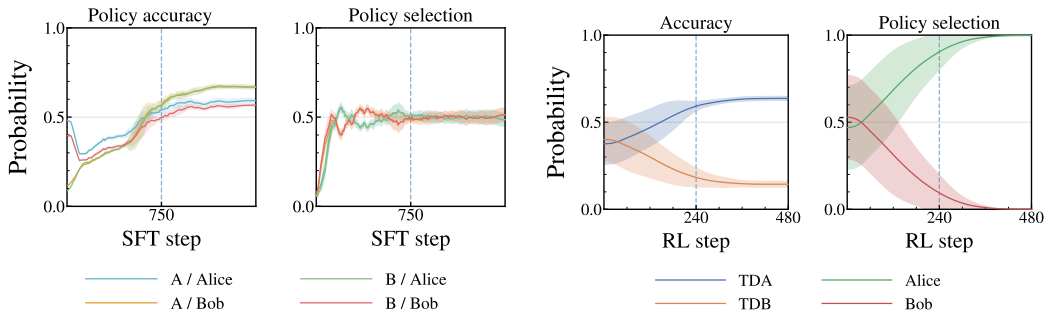 Policy accuracy
Probability
1.0
0.5
0.0
750
SFT step
Policy selection
1.0
0.5
0.0
750
SFT step
A / Alice
A / Bob
B / Alice
B / Bob
Accuracy
Probability
1.0
0.5
0.0
240
480
RL step
Policy selection
1.0
0.5
0.0
240
480
RL step
TDA
TDB
Alice
Bob